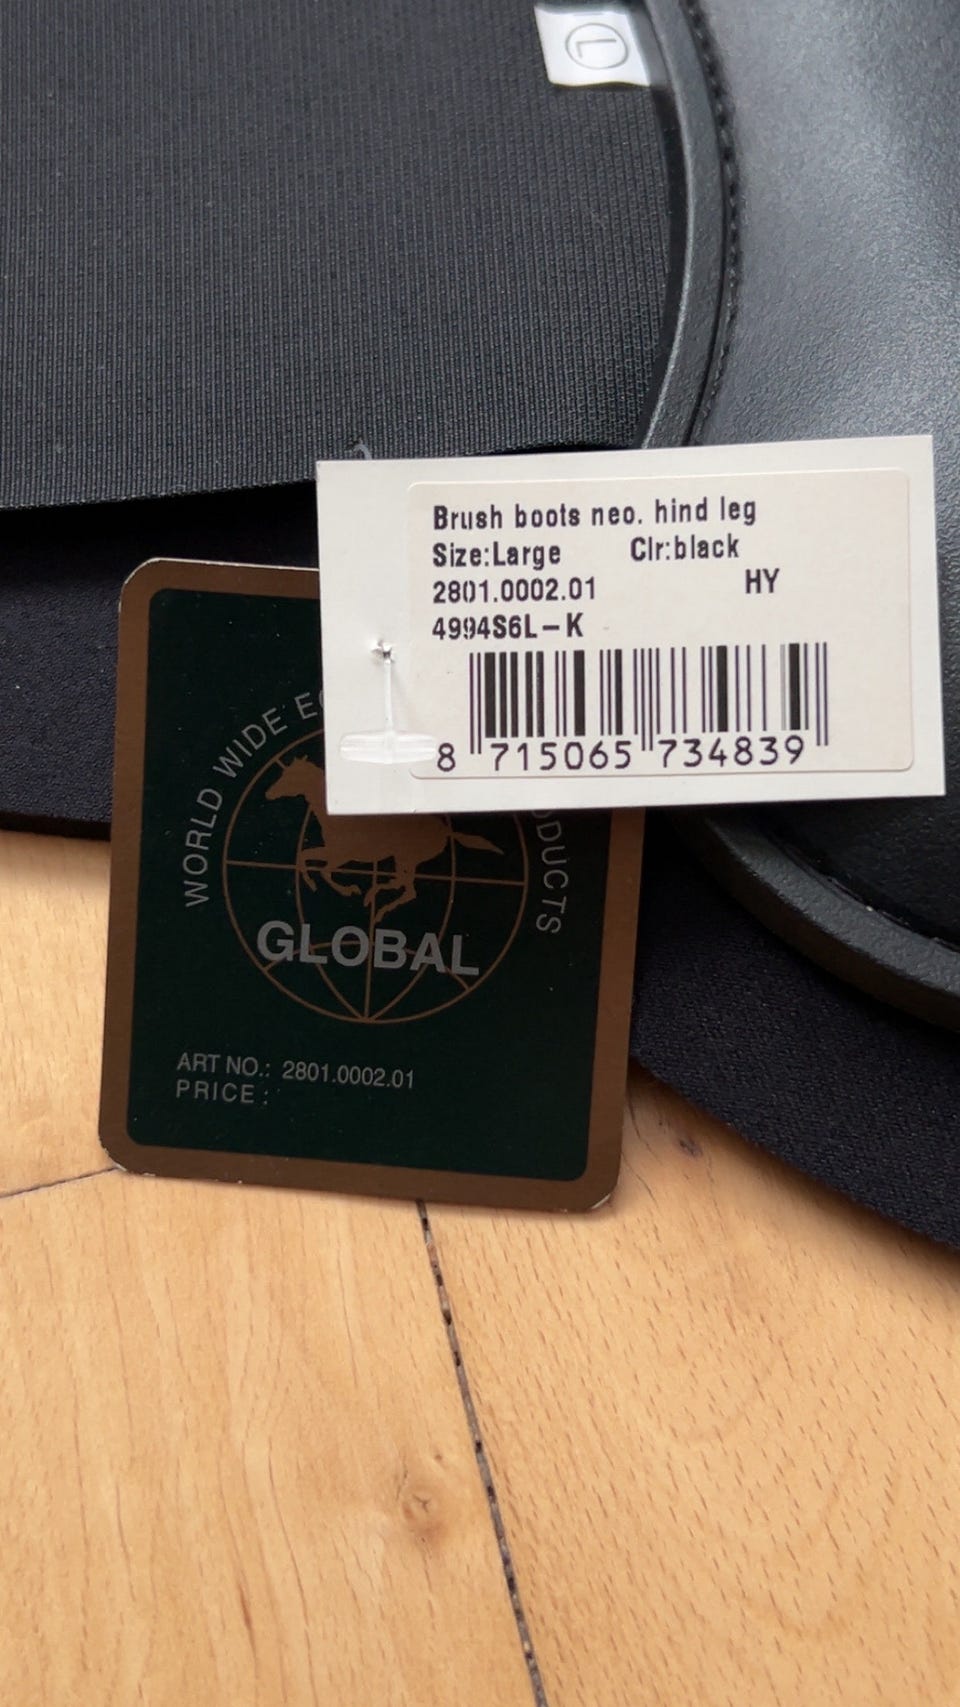 L
Brush boots neo. hind leg
Size:Large Clr:black
2801.0002.01 HY
4994S6L-K
8 715065 734839
WORLD WIDE
GLOBAL
ART NO.: 2801.0002.01
PRICE: